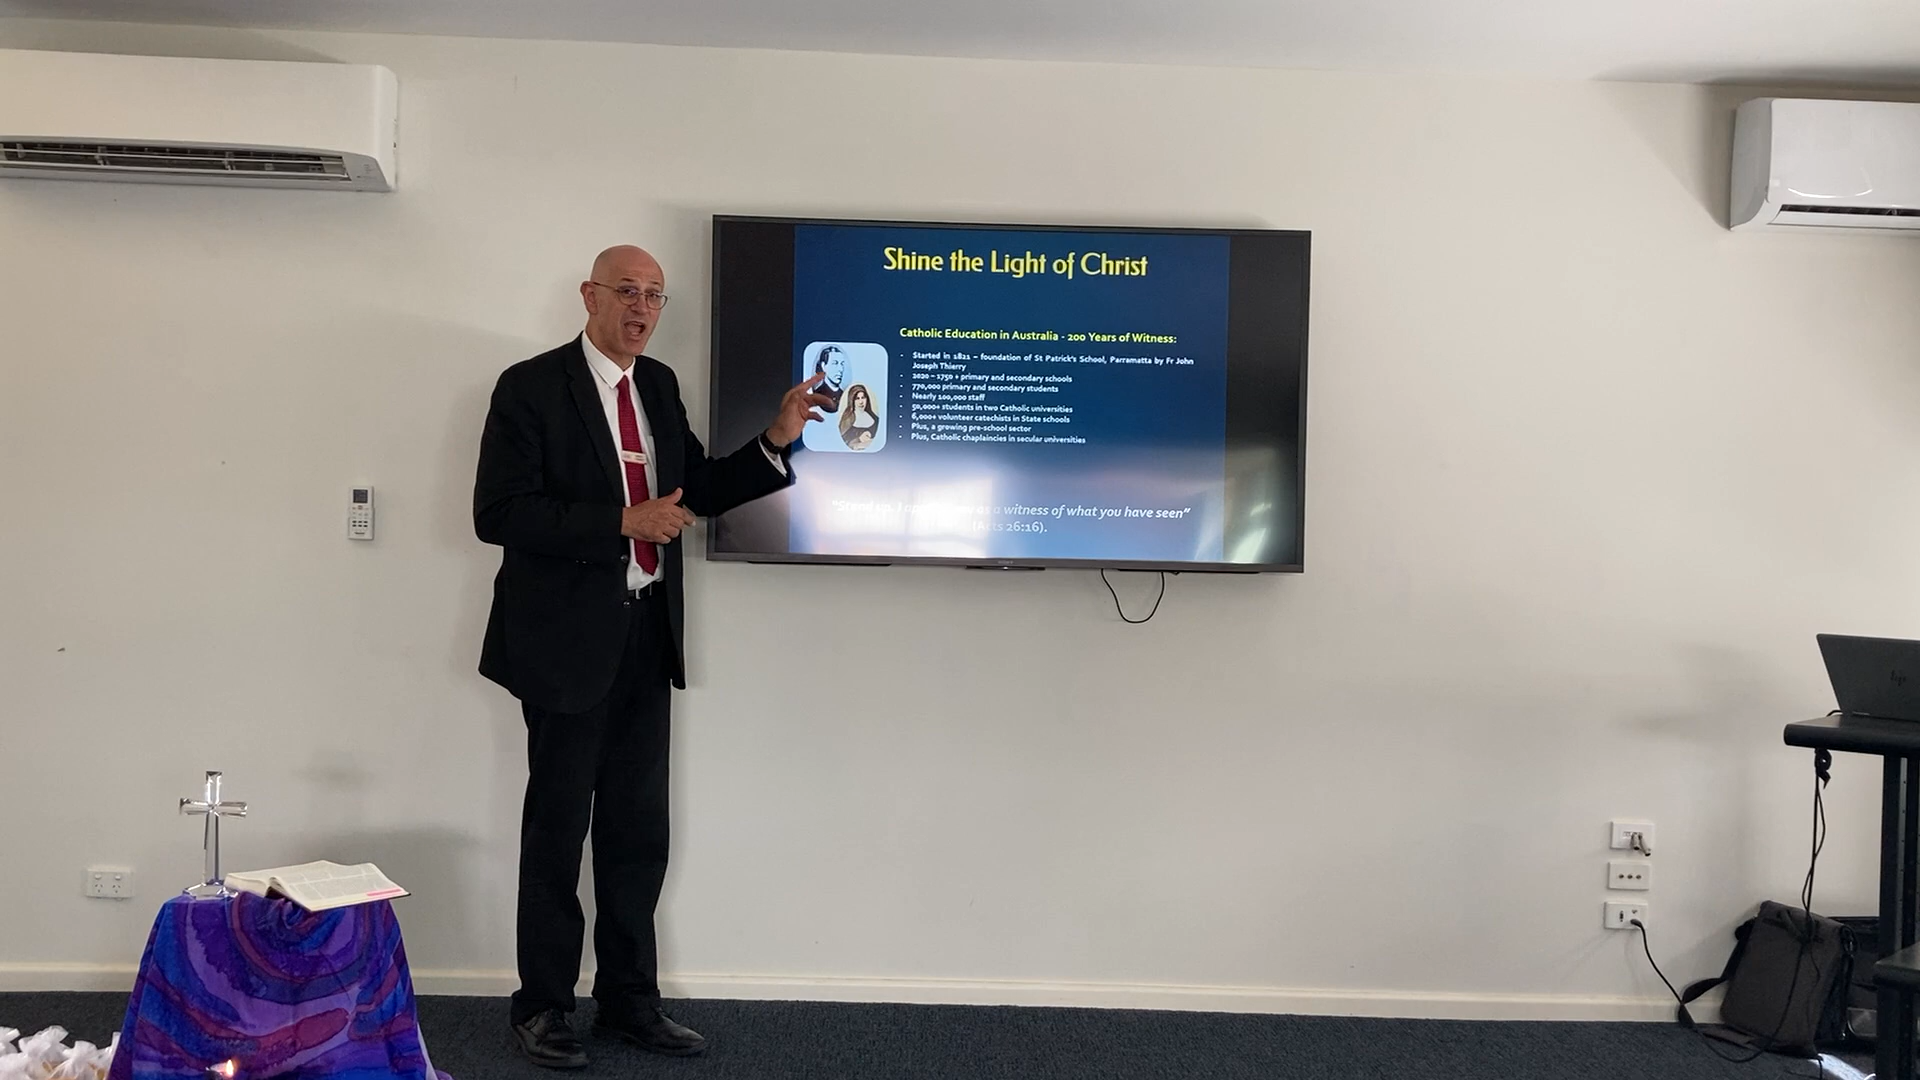 Shine the Light of Christ
Catholic Education in Australia - 200 Years of Witness:
Started in 1821 – foundation of St Patrick's School, Parramatta by Fr John
Joseph Thierry
2020 – 1750 + primary and secondary schools
770,000 primary and secondary students
Nearly 100,000 staff
50,000+ students in two Catholic universities
6,000+ volunteer catechists in State schools
Plus, a growing pre-school sector
Plus, Catholic chaplaincies in secular universities
"Stand up, I as a witness of what you have seen"
(Acts 26:16).
hp